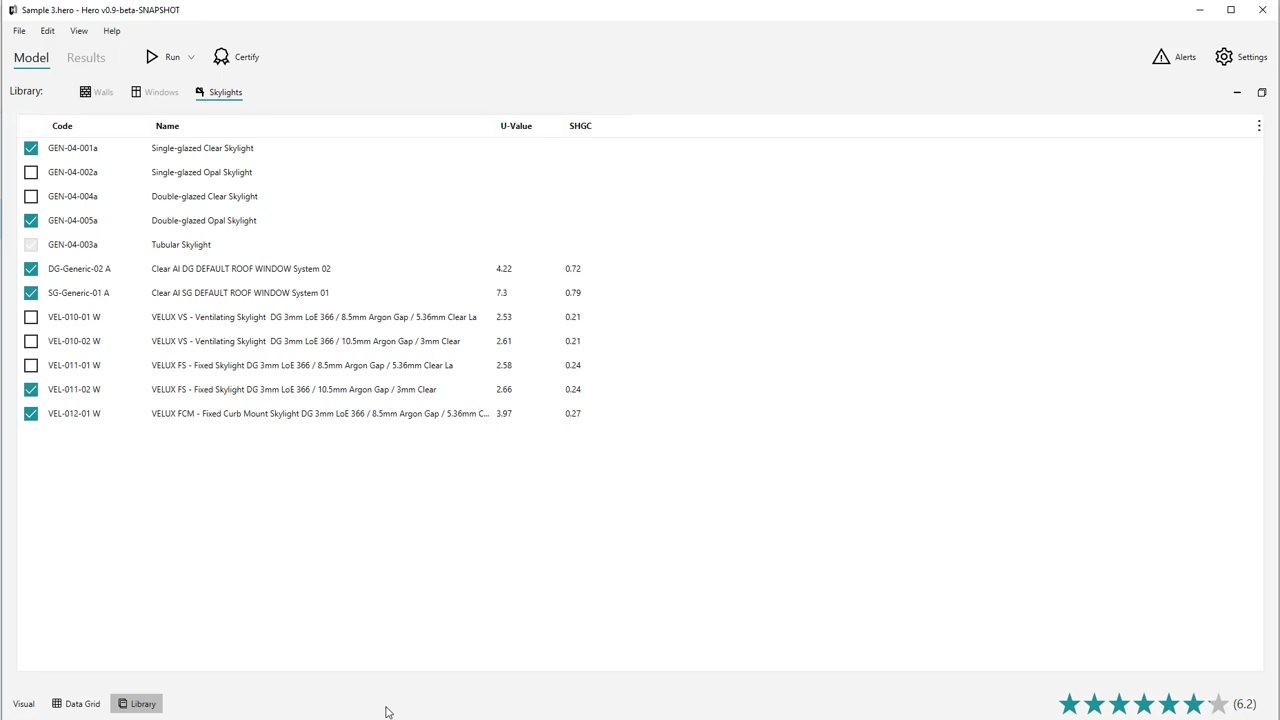 Sample 3.hero - Hero v0.9-beta-SNAPSHOT
File Edit View Help
Model Results Run Certify Alerts Settings
Library: Walls Windows Skylights
Code Name U-Value SHGC
GEN-04-001a Single-glazed Clear Skylight
GEN-04-002a Single-glazed Opal Skylight
GEN-04-004a Double-glazed Clear Skylight
GEN-04-005a Double-glazed Opal Skylight
GEN-04-003a Tubular Skylight
DG-Generic-02 A Clear Al DG DEFAULT ROOF WINDOW System 02 4.22 0.72
SG-Generic-01 A Clear Al SG DEFAULT ROOF WINDOW System 01 7.3 0.79
VEL-010-01 W VELUX VS - Ventilating Skylight DG 3mm LoE 366 / 8.5mm Argon Gap / 5.36mm Clear La 2.53 0.21
VEL-010-02 W VELUX VS - Ventilating Skylight DG 3mm LoE 366 / 10.5mm Argon Gap / 3mm Clear 2.61 0.21
VEL-011-01 W VELUX FS - Fixed Skylight DG 3mm LoE 366 / 8.5mm Argon Gap / 5.36mm Clear La 2.58 0.24
VEL-011-02 W VELUX FS - Fixed Skylight DG 3mm LoE 366 / 10.5mm Argon Gap / 3mm Clear 2.66 0.24
VEL-012-01 W VELUX FCM - Fixed Curb Mount Skylight DG 3mm LoE 366 / 8.5mm Argon Gap / 5.36mm C... 3.97 0.27
Visual Data Grid Library (6.2)